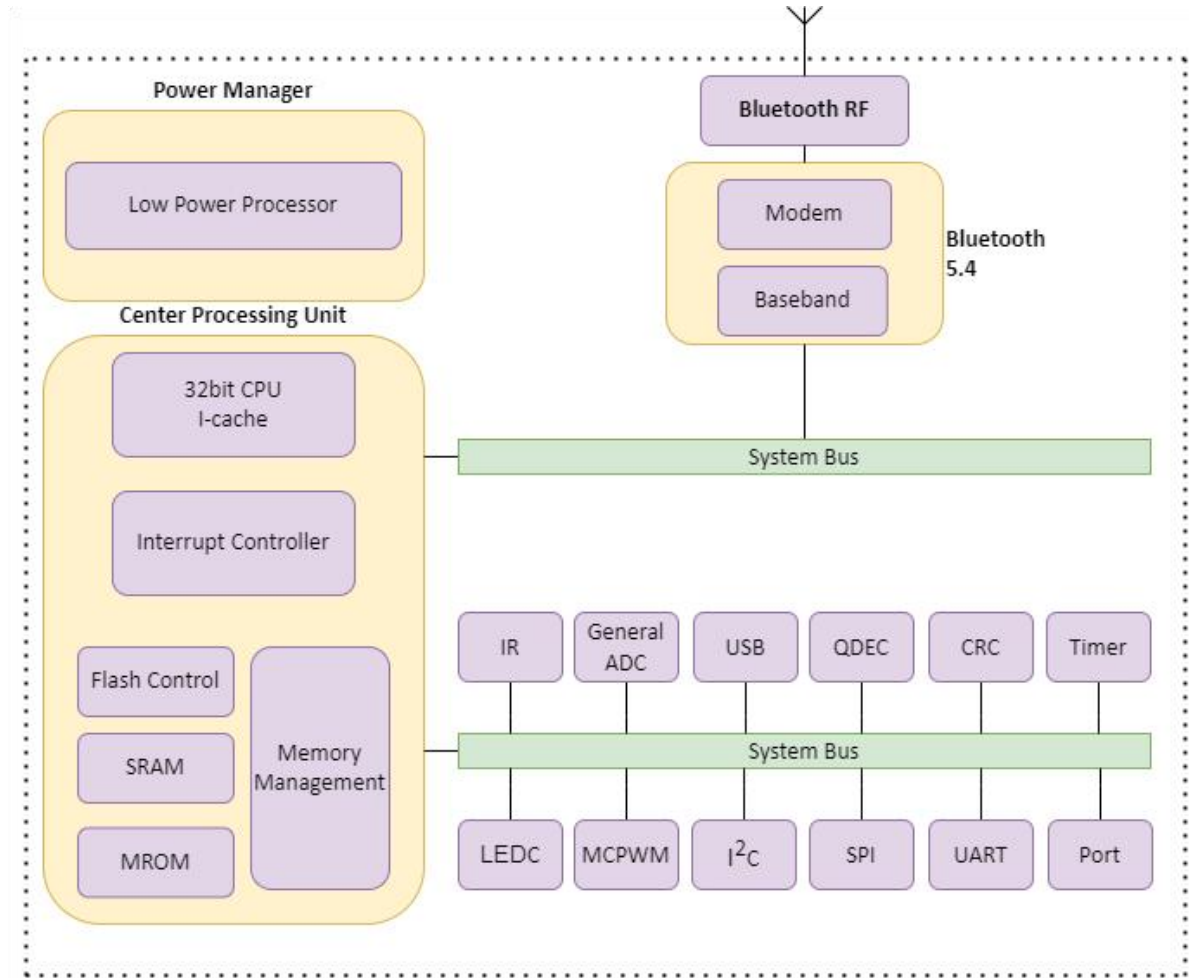 Power Manager
Low Power Processor
Center Processing Unit
32bit CPU
I-cache
Interrupt Controller
Flash Control
SRAM
MROM
Memory
Management
Bluetooth RF
Modem
Baseband
Bluetooth
5.4
System Bus
IR
General
ADC
USB
QDEC
CRC
Timer
System Bus
LEDC
MCPWM
I²C
SPI
UART
Port